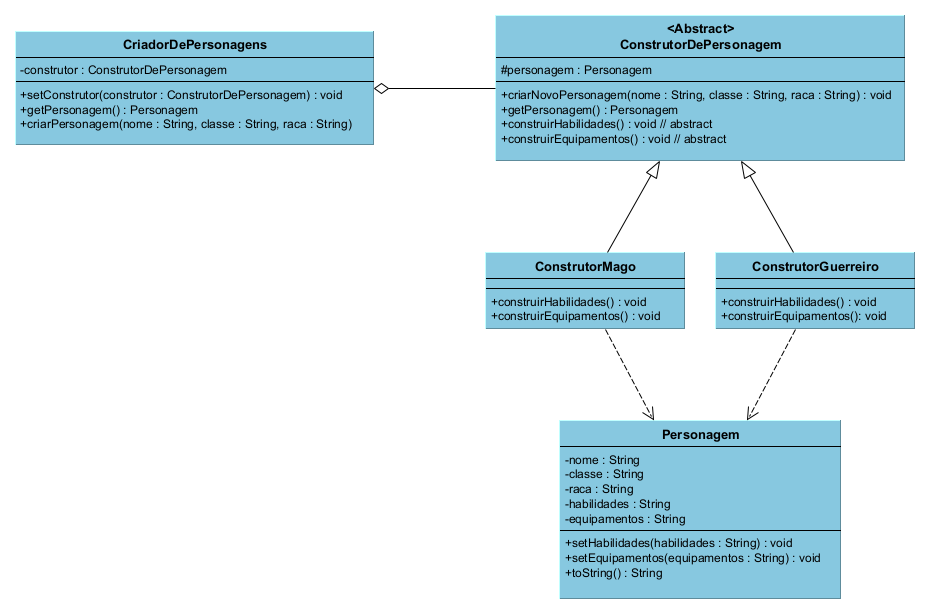 CriadorDePersonagens
-construtor : ConstrutorDePersonagem
+setConstrutor(construtor : ConstrutorDePersonagem) : void
+getPersonagem() : Personagem
+criarPersonagem(nome : String, classe : String, raca : String)
<Abstract>
ConstrutorDePersonagem
#personagem : Personagem
+criarNovoPersonagem(nome : String, classe : String, raca : String) : void
+getPersonagem() : Personagem
+construirHabilidades() : void // abstract
+construirEquipamentos() : void // abstract
ConstrutorMago
+construirHabilidades() : void
+construirEquipamentos() : void
ConstrutorGuerreiro
+construirHabilidades() : void
+construirEquipamentos(): void
Personagem
-nome : String
-classe : String
-raca : String
-habilidades : String
-equipamentos : String
+setHabilidades(habilidades : String) : void
+setEquipamentos(equipamentos : String) : void
+toString() : String